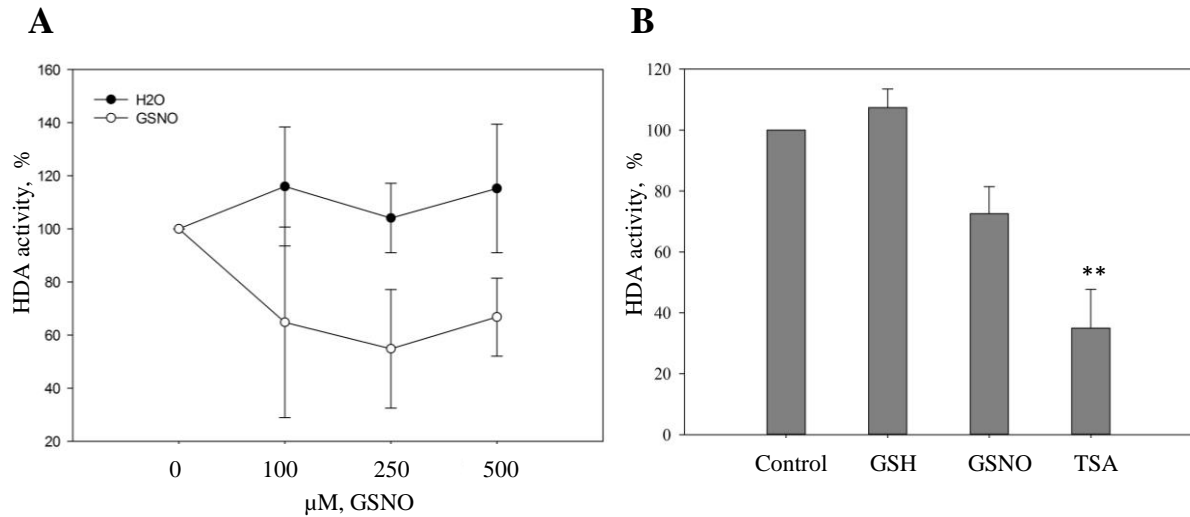 A
HDA activity, %
160
140
120
100
80
60
40
20
H2O
GSNO
0 100 250 500
µM, GSNO
B
HDA activity, %
120
100
80
60
40
20
0
**
Control GSH GSNO TSA